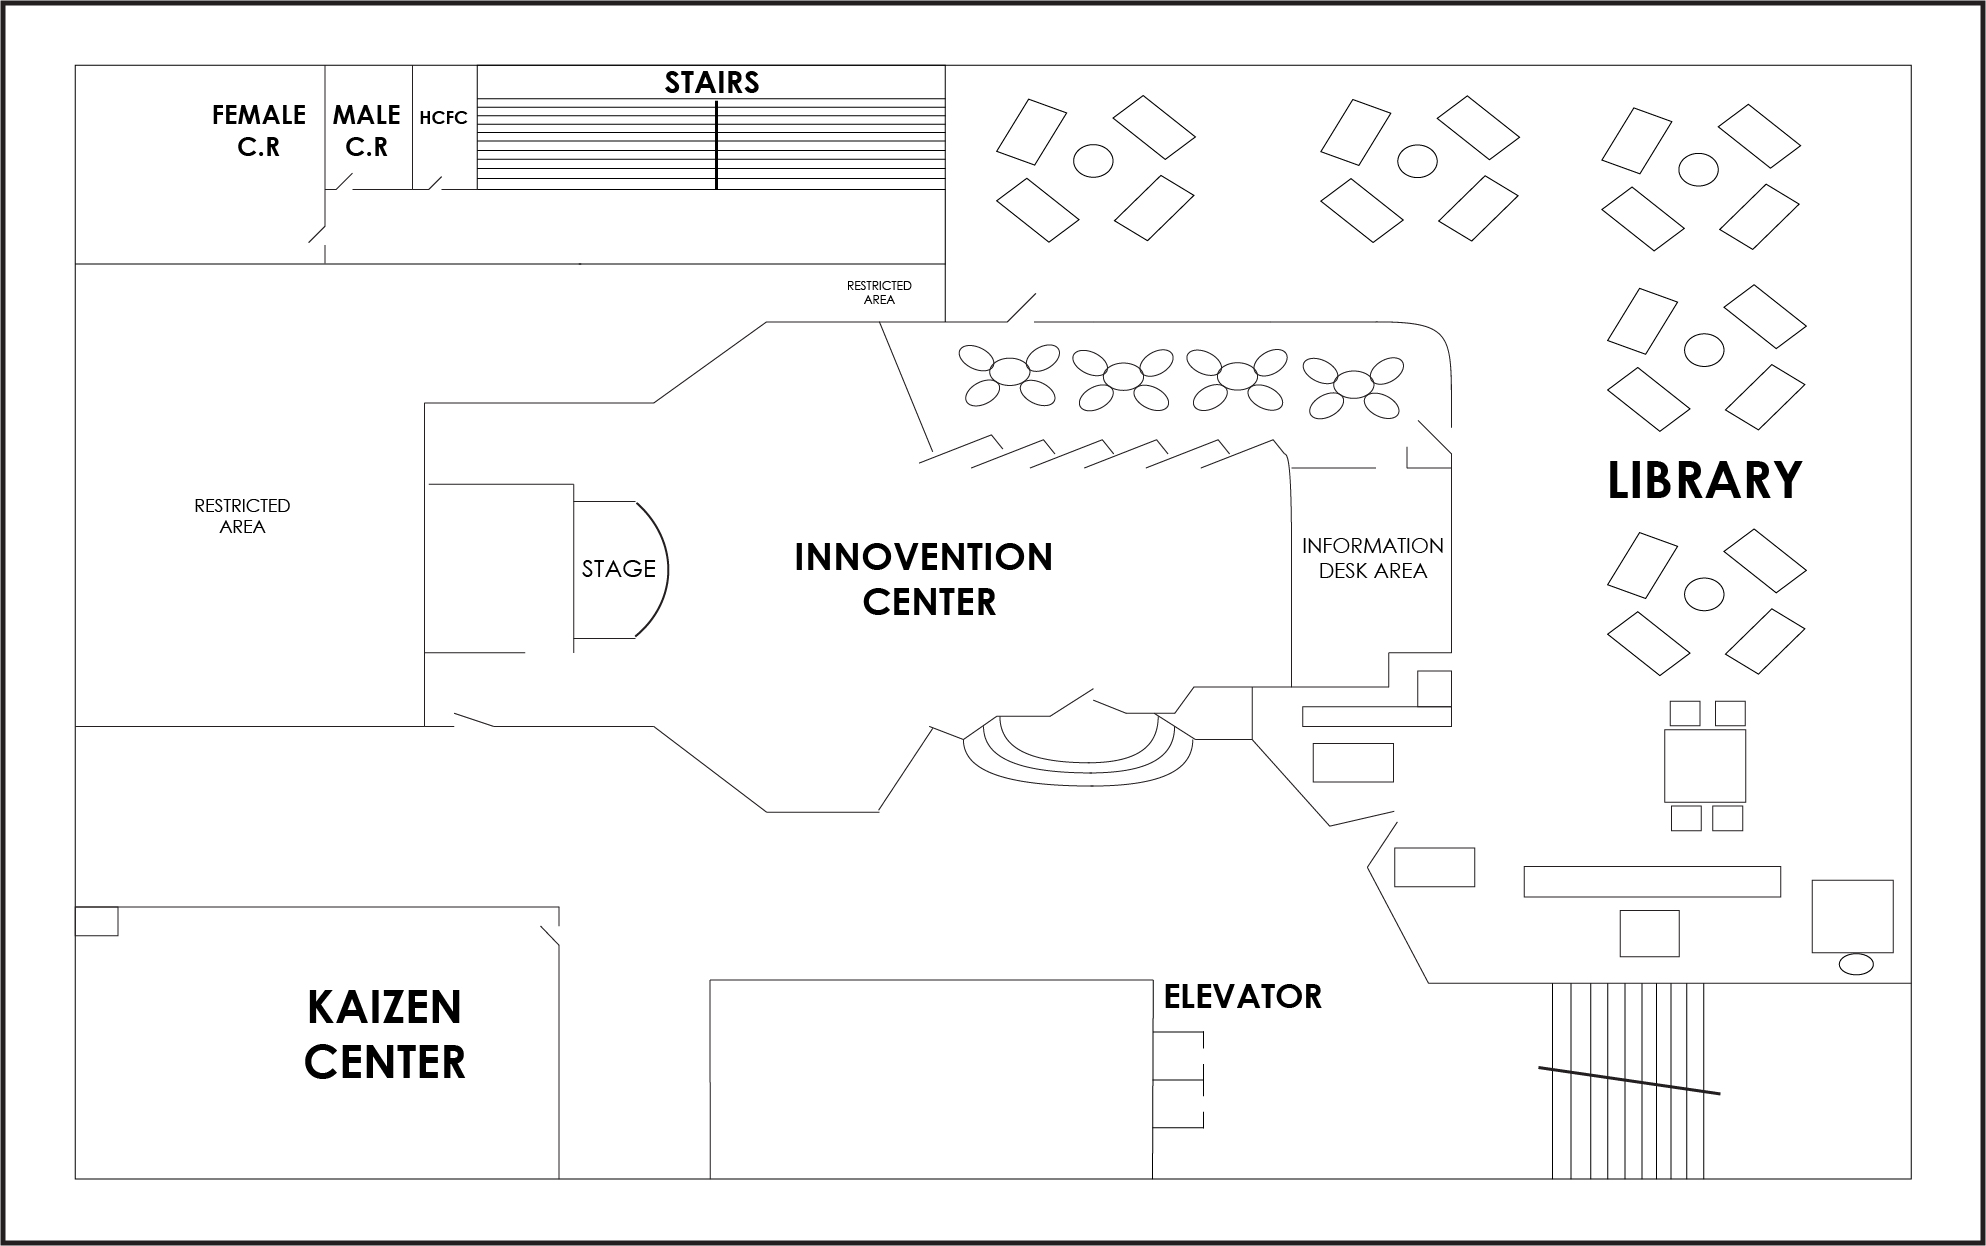 STAIRS
FEMALE
C.R
MALE
C.R
HCFC
RESTRICTED
AREA
LIBRARY
RESTRICTED
AREA
STAGE
INNOVENTION
CENTER
INFORMATION
DESK AREA
KAIZEN
CENTER
ELEVATOR